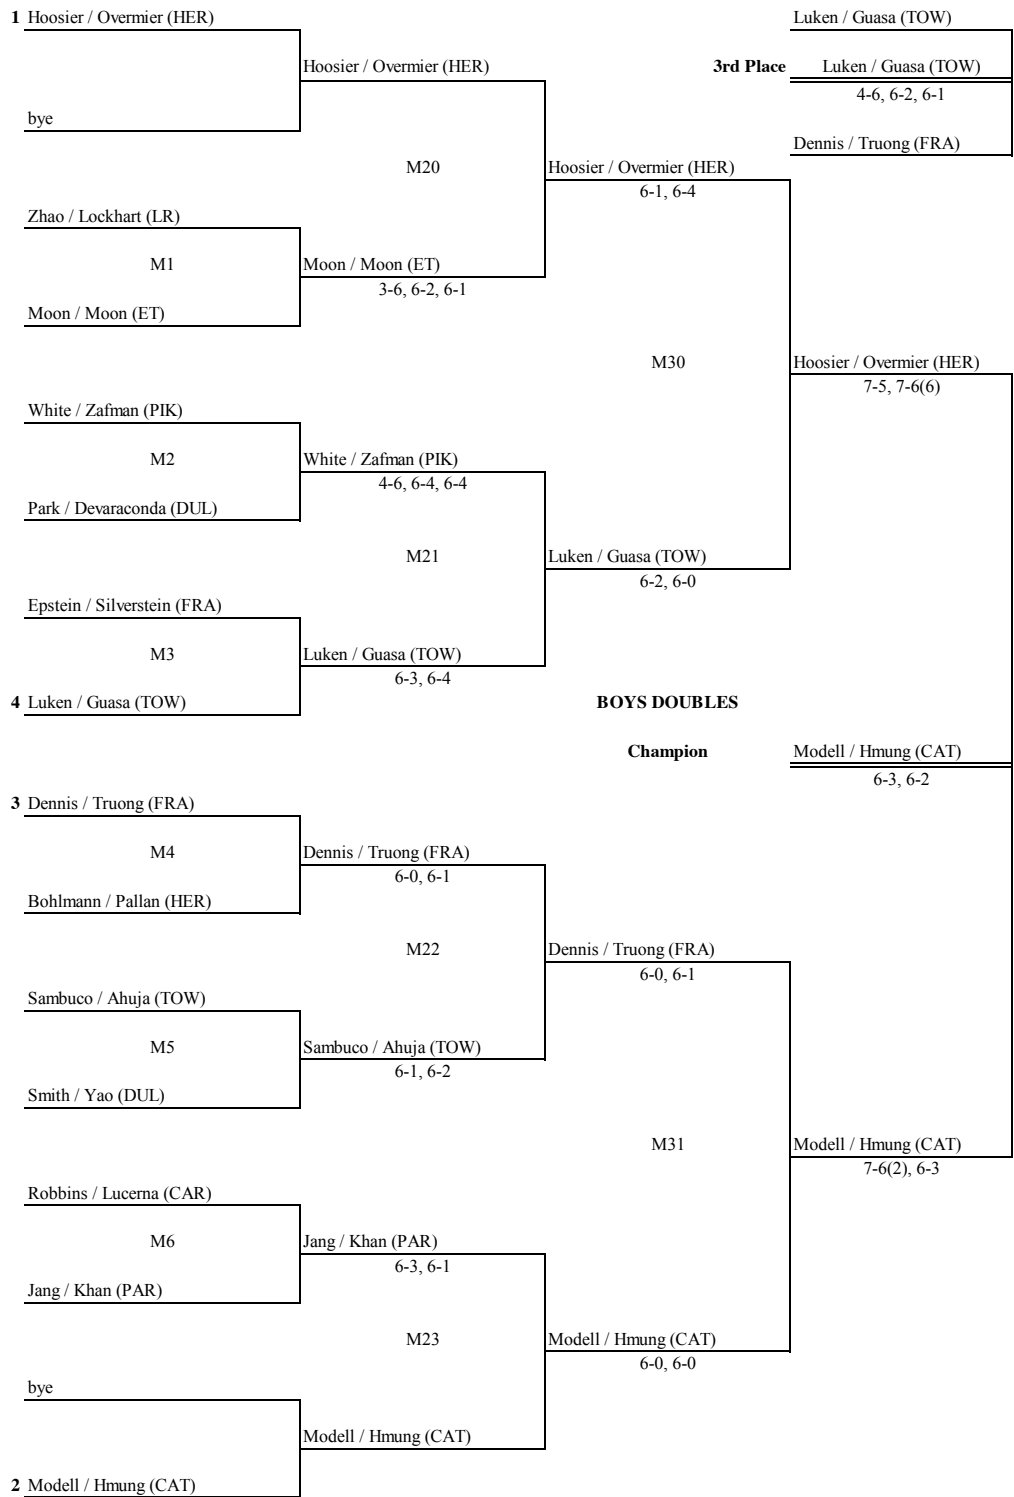 1 Hoosier / Overmier (HER)
Luken / Guasa (TOW)
Hoosier / Overmier (HER)
3rd Place Luken / Guasa (TOW)
4-6, 6-2, 6-1
bye
Dennis / Truong (FRA)
M20
Hoosier / Overmier (HER)
6-1, 6-4
Zhao / Lockhart (LR)
M1
Moon / Moon (ET)
3-6, 6-2, 6-1
Moon / Moon (ET)
M30
Hoosier / Overmier (HER)
7-5, 7-6(6)
White / Zafman (PIK)
M2
White / Zafman (PIK)
4-6, 6-4, 6-4
Park / Devaraconda (DUL)
M21
Luken / Guasa (TOW)
6-2, 6-0
Epstein / Silverstein (FRA)
M3
Luken / Guasa (TOW)
6-3, 6-4
4 Luken / Guasa (TOW)
BOYS DOUBLES
Champion
Modell / Hmung (CAT)
6-3, 6-2
3 Dennis / Truong (FRA)
M4
Dennis / Truong (FRA)
6-0, 6-1
Bohlmann / Pallan (HER)
M22
Dennis / Truong (FRA)
6-0, 6-1
Sambuco / Ahuja (TOW)
M5
Sambuco / Ahuja (TOW)
6-1, 6-2
Smith / Yao (DUL)
M31
Modell / Hmung (CAT)
7-6(2), 6-3
Robbins / Lucerna (CAR)
M6
Jang / Khan (PAR)
6-3, 6-1
Jang / Khan (PAR)
M23
Modell / Hmung (CAT)
6-0, 6-0
bye
Modell / Hmung (CAT)
2 Modell / Hmung (CAT)